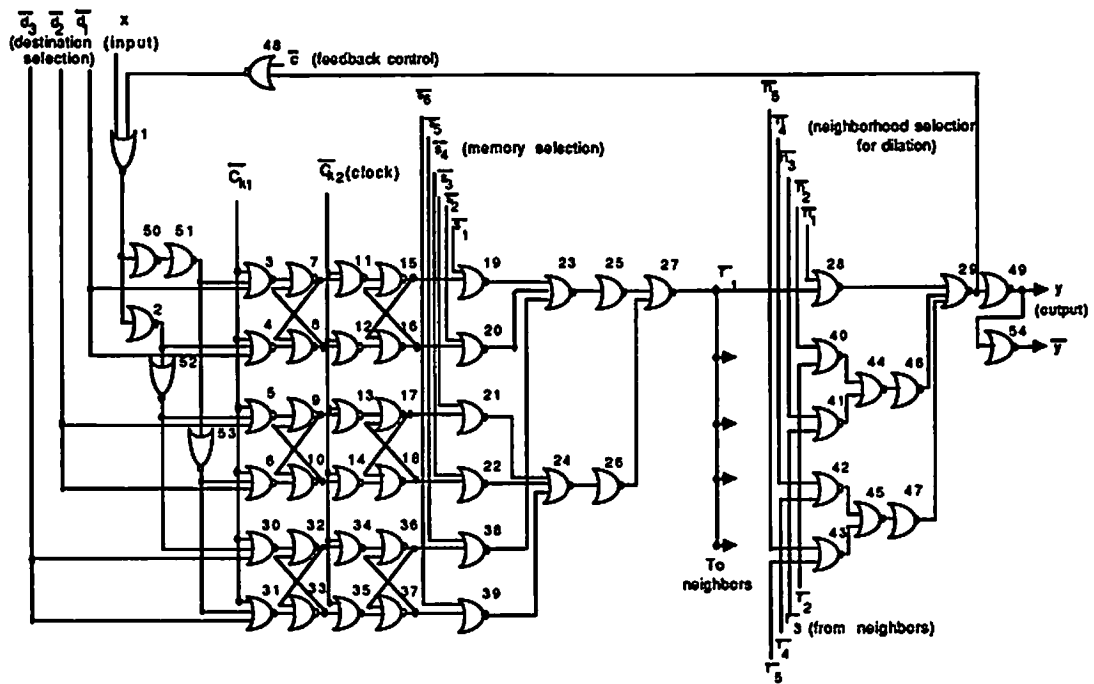 d̅3 d̅2 d̅1 x
(destination (input)
selection)
48
c̅ (feedback control)
1
s̅6
s̅5
s̅4 (memory selection)
s̅3
s̅2
s̅1
n̅5
n̅4
n̅3
n̅2
n̅1
(neighborhood selection
for dilation)
C̅k1
C̅k2(clock)
50 51
3 7 11 15 19 23 25 27
r̅1
28 29 49
y
(output)
2
4 8 12 16 20
40
54
y̅
52
44 46
5 9 13 17 21
41
53
6 10 14 18 22 24 26
42
45 47
30 32 34 36 38
43
To
neighbors
31 33 35 37 39
r̅2
r̅3 (from neighbors)
r̅4
r̅5